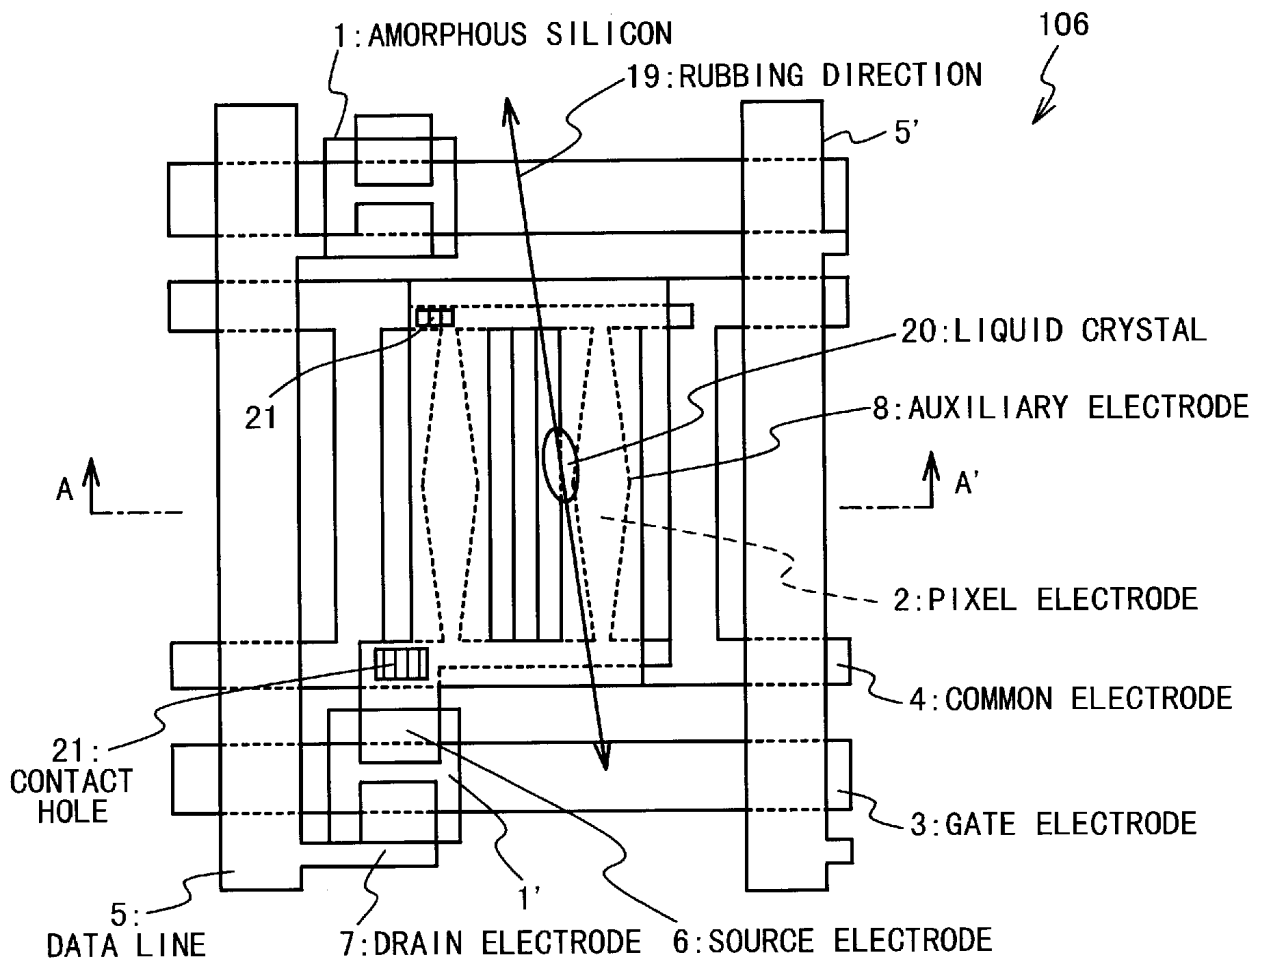 106
1:AMORPHOUS SILICON
19:RUBBING DIRECTION
5'
20:LIQUID CRYSTAL
21
8:AUXILIARY ELECTRODE
A
A'
2:PIXEL ELECTRODE
4:COMMON ELECTRODE
21:
CONTACT
HOLE
3:GATE ELECTRODE
1'
5:
DATA LINE
7:DRAIN ELECTRODE
6:SOURCE ELECTRODE